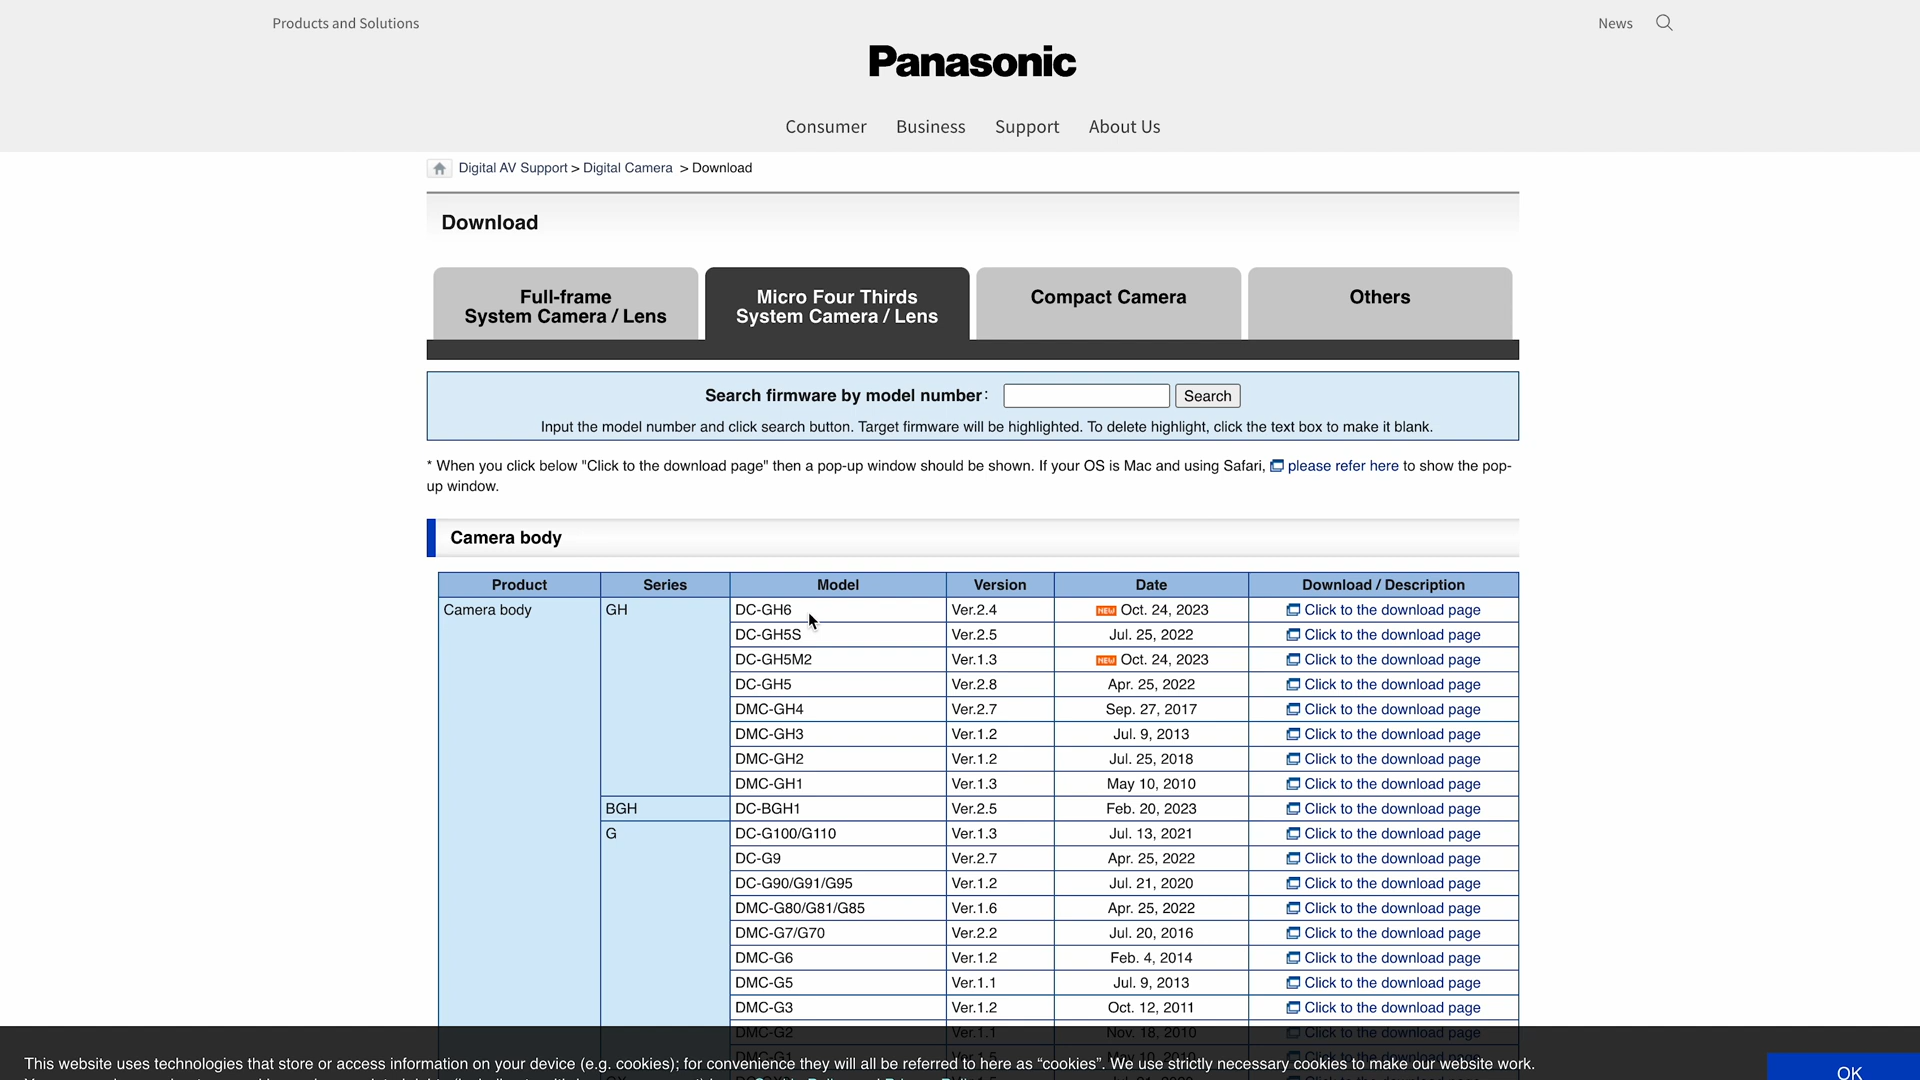 Products and Solutions
News
Panasonic
Consumer Business Support About Us
Digital AV Support > Digital Camera > Download
Download
Full-frame
System Camera / Lens
Micro Four Thirds
System Camera / Lens
Compact Camera
Others
Search firmware by model number: Search
Input the model number and click search button. Target firmware will be highlighted. To delete highlight, click the text box to make it blank.
* When you click below "Click to the download page" then a pop-up window should be shown. If your OS is Mac and using Safari, please refer here to show the pop-
up window.
Camera body
Product Series Model Version Date Download / Description
Camera body GH DC-GH6 Ver.2.4 NEW Oct. 24, 2023 Click to the download page
DC-GH5S Ver.2.5 Jul. 25, 2022 Click to the download page
DC-GH5M2 Ver.1.3 NEW Oct. 24, 2023 Click to the download page
DC-GH5 Ver.2.8 Apr. 25, 2022 Click to the download page
DMC-GH4 Ver.2.7 Sep. 27, 2017 Click to the download page
DMC-GH3 Ver.1.2 Jul. 9, 2013 Click to the download page
DMC-GH2 Ver.1.2 Jul. 25, 2018 Click to the download page
DMC-GH1 Ver.1.3 May 10, 2010 Click to the download page
BGH DC-BGH1 Ver.2.5 Feb. 20, 2023 Click to the download page
G DC-G100/G110 Ver.1.3 Jul. 13, 2021 Click to the download page
DC-G9 Ver.2.7 Apr. 25, 2022 Click to the download page
DC-G90/G91/G95 Ver.1.2 Jul. 21, 2020 Click to the download page
DMC-G80/G81/G85 Ver.1.6 Apr. 25, 2022 Click to the download page
DMC-G7/G70 Ver.2.2 Jul. 20, 2016 Click to the download page
DMC-G6 Ver.1.2 Feb. 4, 2014 Click to the download page
DMC-G5 Ver.1.1 Jul. 9, 2013 Click to the download page
DMC-G3 Ver.1.2 Oct. 12, 2011 Click to the download page
DMC-G2 Ver.1.1 Nov. 18, 2010 Click to the download page
This website uses technologies that store or access information on your device (e.g. cookies); for convenience they will all be referred to here as “cookies”. We use strictly necessary cookies to make our website work.
OK